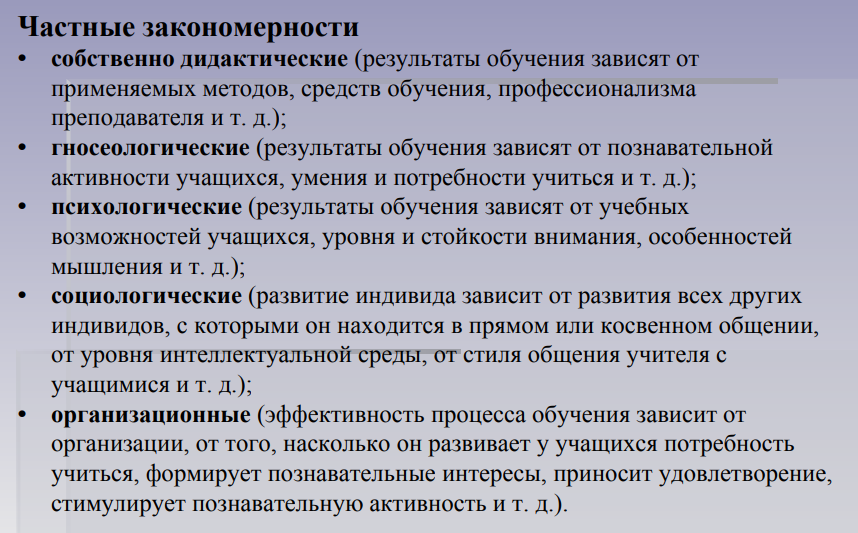 Частные закономерности
• собственно дидактические (результаты обучения зависят от
применяемых методов, средств обучения, профессионализма
преподавателя и т. д.);
• гносеологические (результаты обучения зависят от познавательной
активности учащихся, умения и потребности учиться и т. д.);
• психологические (результаты обучения зависят от учебных
возможностей учащихся, уровня и стойкости внимания, особенностей
мышления и т. д.);
• социологические (развитие индивида зависит от развития всех других
индивидов, с которыми он находится в прямом или косвенном общении,
от уровня интеллектуальной среды, от стиля общения учителя с
учащимися и т. д.);
• организационные (эффективность процесса обучения зависит от
организации, от того, насколько он развивает у учащихся потребность
учиться, формирует познавательные интересы, приносит удовлетворение,
стимулирует познавательную активность и т. д.).